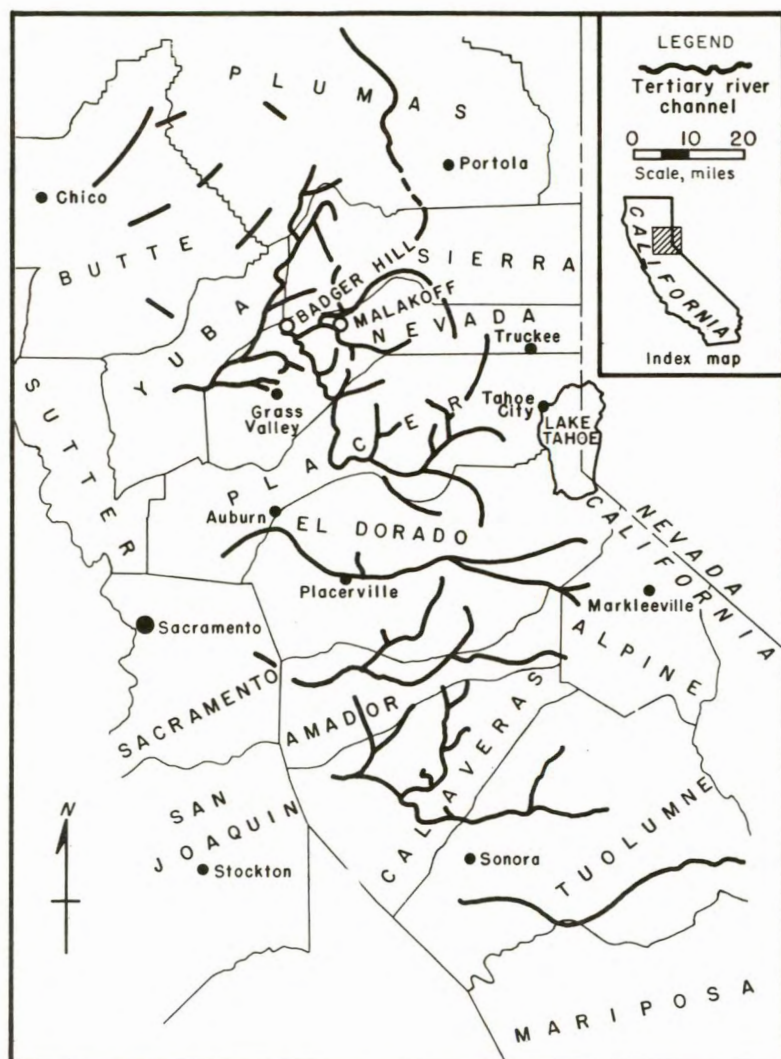 LEGEND
Tertiary river
channel
0 10 20
Scale, miles
CALIFORNIA
Index map
PLUMAS
Portola
Chico
BUTTE
SIERRA
BADGER HILL
MALAKOFF
YUBA
NEVADA
Truckee
SUTTER
Grass
Valley
PLACER
Tahoe
City
LAKE
TAHOE
Auburn
EL DORADO
NEVADA
CALIFORNIA
Placerville
Markleeville
Sacramento
ALPINE
SACRAMENTO
AMADOR
CALAVERAS
N
SAN
JOAQUIN
Stockton
Sonora
TUOLUMNE
MARIPOSA